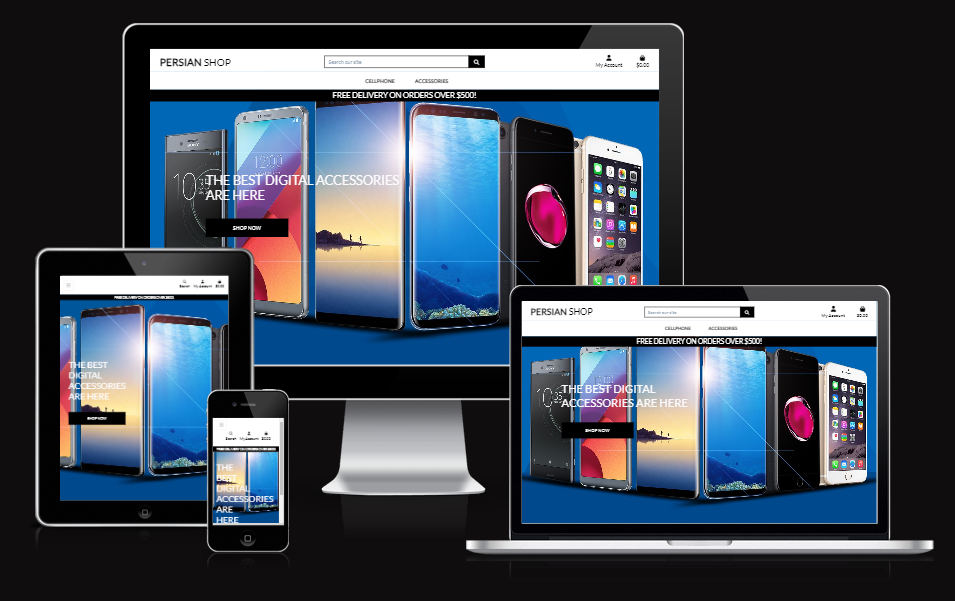 PERSIAN SHOP
Search our site
My Account
$0.00
CELLPHONE
ACCESSORIES
FREE DELIVERY ON ORDERS OVER $500!
SONY
12:00
THE BEST DIGITAL ACCESSORIES
ARE HERE
SHOP NOW
Search
My Account
$0.00
FREE DELIVERY ON ORDERS OVER $500!
THE BEST
DIGITAL
ACCESSORIES
ARE HERE
SHOP NOW
Search
My Account
$0.00
FREE DELIVERY ON ORDERS OVER $500!
THE
BEST
DIGITAL
ACCESSORIES
ARE
HERE
PERSIAN SHOP
Search our site
My Account
$0.00
CELLPHONE
ACCESSORIES
FREE DELIVERY ON ORDERS OVER $500!
THE BEST DIGITAL
ACCESSORIES ARE HERE
SHOP NOW